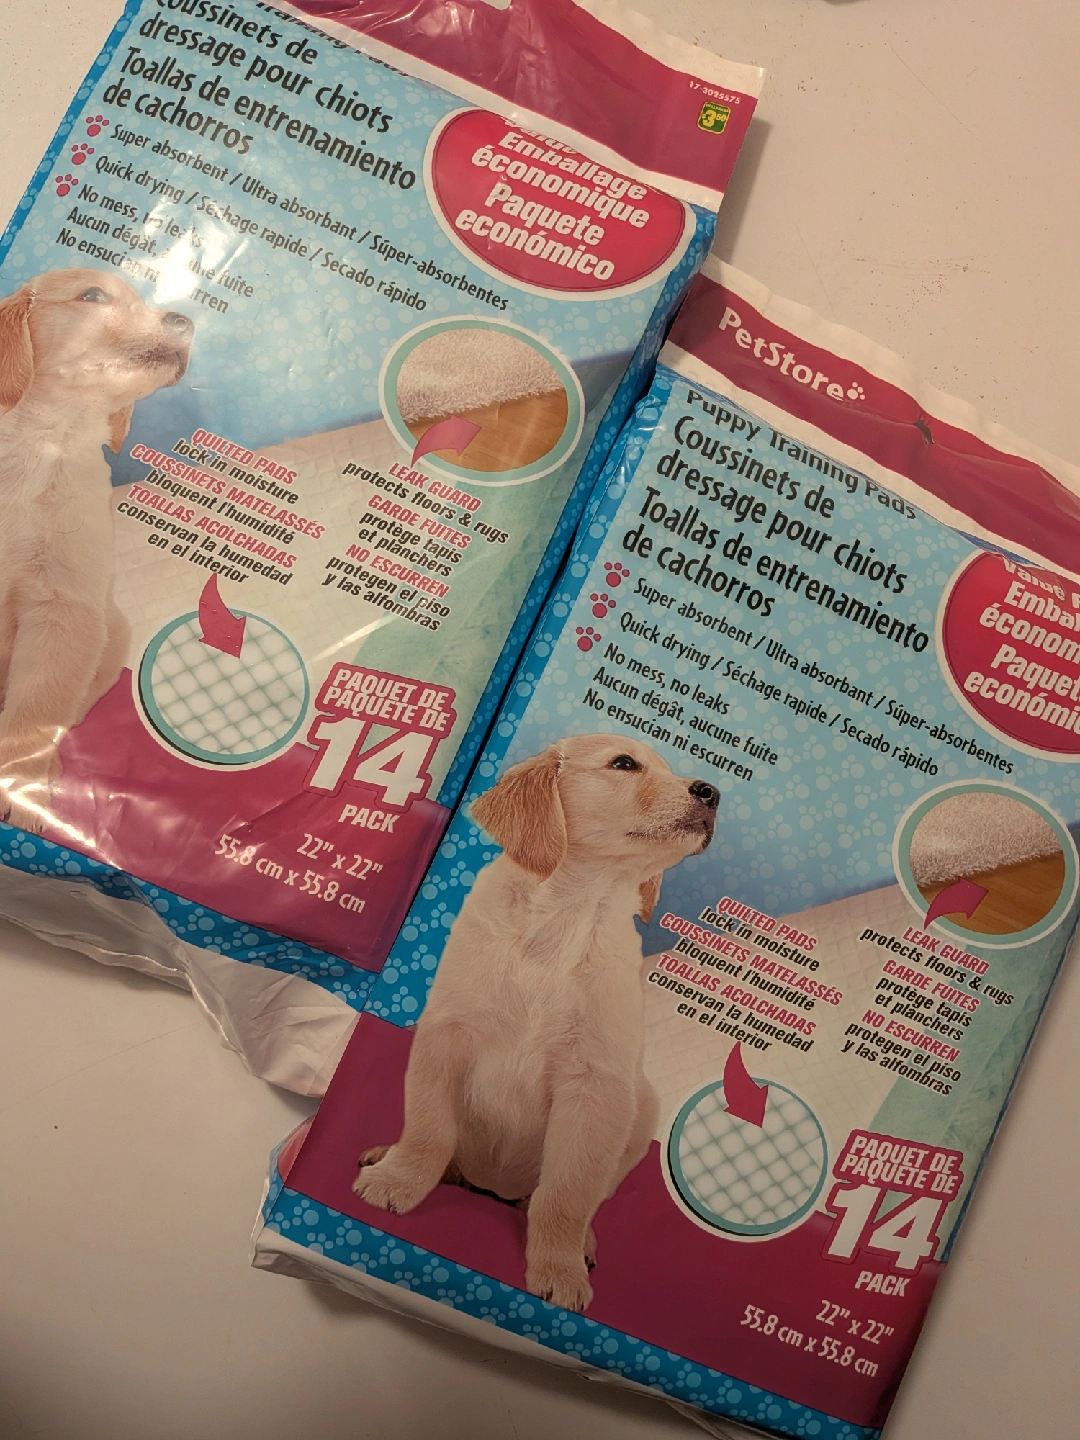 17-3025575
$3.50
Coussinets de
dressage pour chiots
Toallas de entrenamiento
de cachorros
Super absorbent / Ultra absorbant / Súper-absorbentes
Quick drying / Séchage rapide / Secado rápido
No mess, no leaks
Aucun dégât, aucune fuite
No ensucian ni escurren
Emballage
économique
Paquete
económico
QUILTED PADS
lock in moisture
COUSSINETS MATELASSÉS
bloquent l'humidité
TOALLAS ACOLCHADAS
conservan la humedad
en el interior
LEAK GUARD
protects floors & rugs
GARDE FUITES
protège tapis
et planchers
NO ESCURREN
protegen el piso
y las alfombras
PAQUET DE
PAQUETE DE
14
PACK
22" x 22"
55.8 cm x 55.8 cm
PetStore
Puppy Training Pads
Coussinets de
dressage pour chiots
Toallas de entrenamiento
de cachorros
Super absorbent / Ultra absorbant / Súper-absorbentes
Quick drying / Séchage rapide / Secado rápido
No mess, no leaks
Aucun dégât, aucune fuite
No ensucian ni escurren
Value P
Embal
économ
Paquet
económi
QUILTED PADS
lock in moisture
COUSSINETS MATELASSÉS
bloquent l'humidité
TOALLAS ACOLCHADAS
conservan la humedad
en el interior
LEAK GUARD
protects floors & rugs
GARDE FUITES
protège tapis
et planchers
NO ESCURREN
protegen el piso
y las alfombras
PAQUET DE
PAQUETE DE
14
PACK
22" x 22"
55.8 cm x 55.8 cm